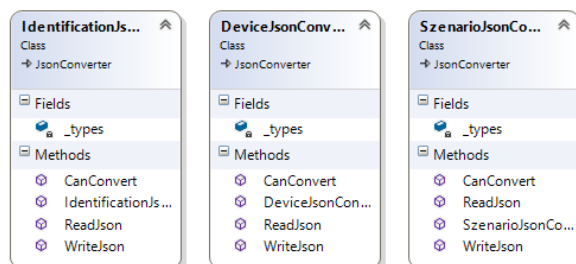 IdentificationJs...
Class
JsonConverter
Fields
_types
Methods
CanConvert
IdentificationJs...
ReadJson
WriteJson
DeviceJsonConv...
Class
JsonConverter
Fields
_types
Methods
CanConvert
DeviceJsonCon...
ReadJson
WriteJson
SzenarioJsonCo...
Class
JsonConverter
Fields
_types
Methods
CanConvert
ReadJson
SzenarioJsonCo...
WriteJson